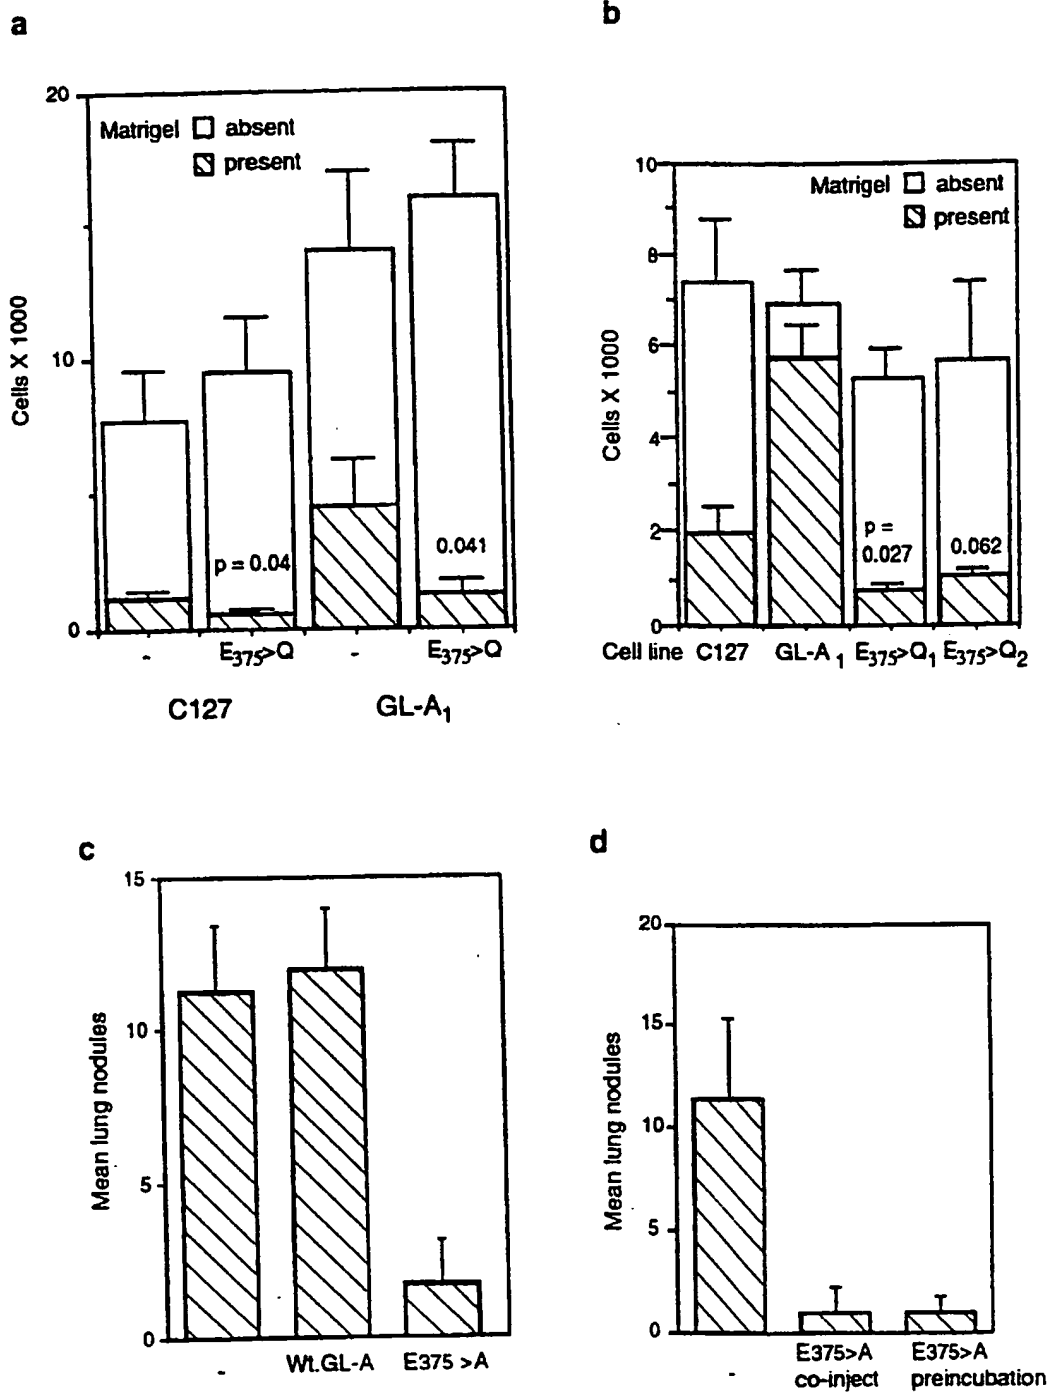 a
20
Matrigel absent
present
10
Cells X 1000
p = 0.04
0.041
0
- E375>Q - E375>Q
C127 GL-A1
b
10
Matrigel absent
present
8
6
Cells X 1000
4
2
p =
0.027
0.062
0
Cell line C127 GL-A1 E375>Q1 E375>Q2
c
15
10
Mean lung nodules
5
0
- Wt.GL-A E375 >A
d
20
15
Mean lung nodules
10
5
0
- E375>A E375>A
co-inject preincubation